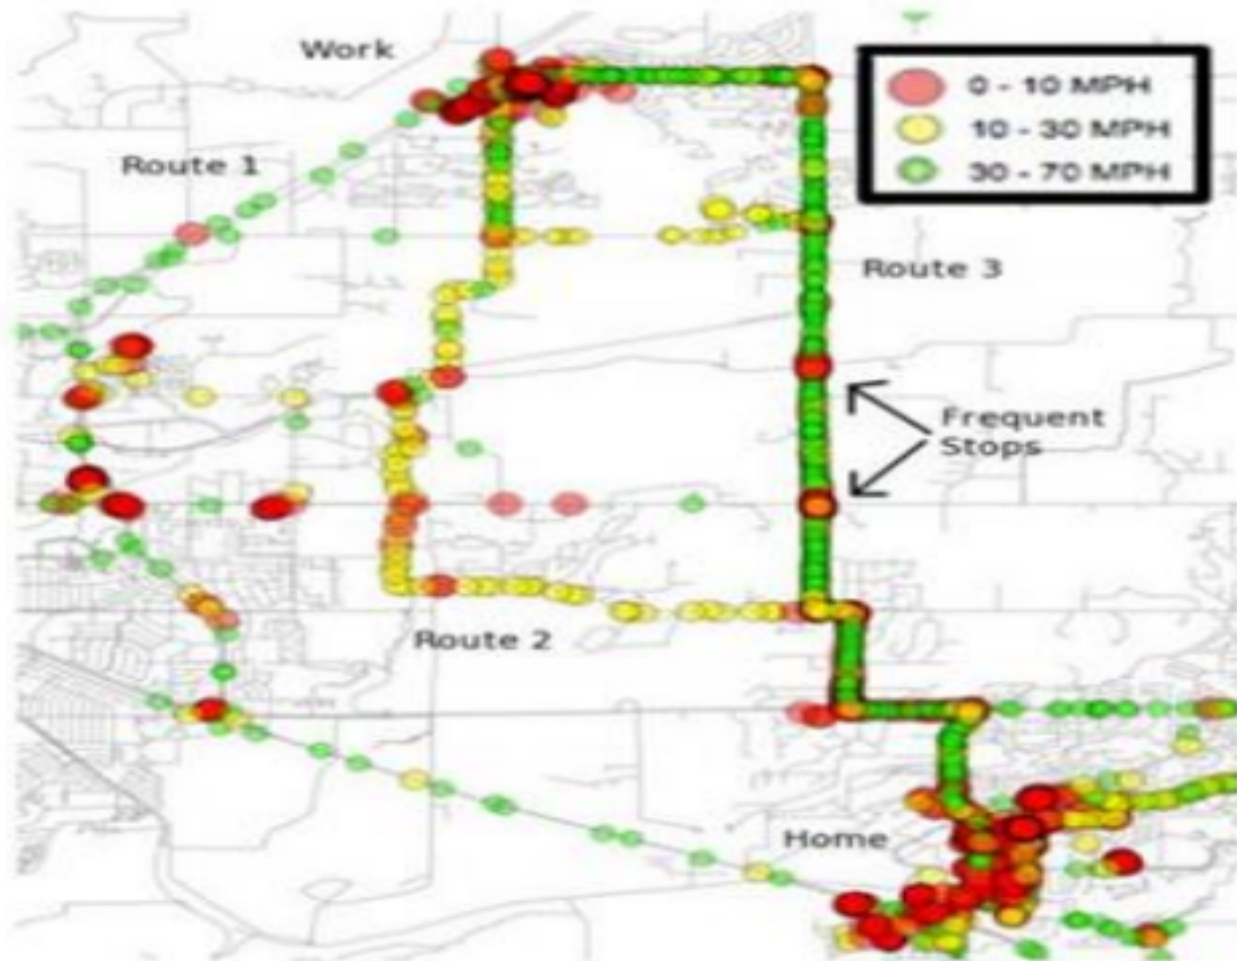 Work
0 - 10 MPH
10 - 30 MPH
30 - 70 MPH
Route 1
Route 3
Frequent
Stops
Route 2
Home